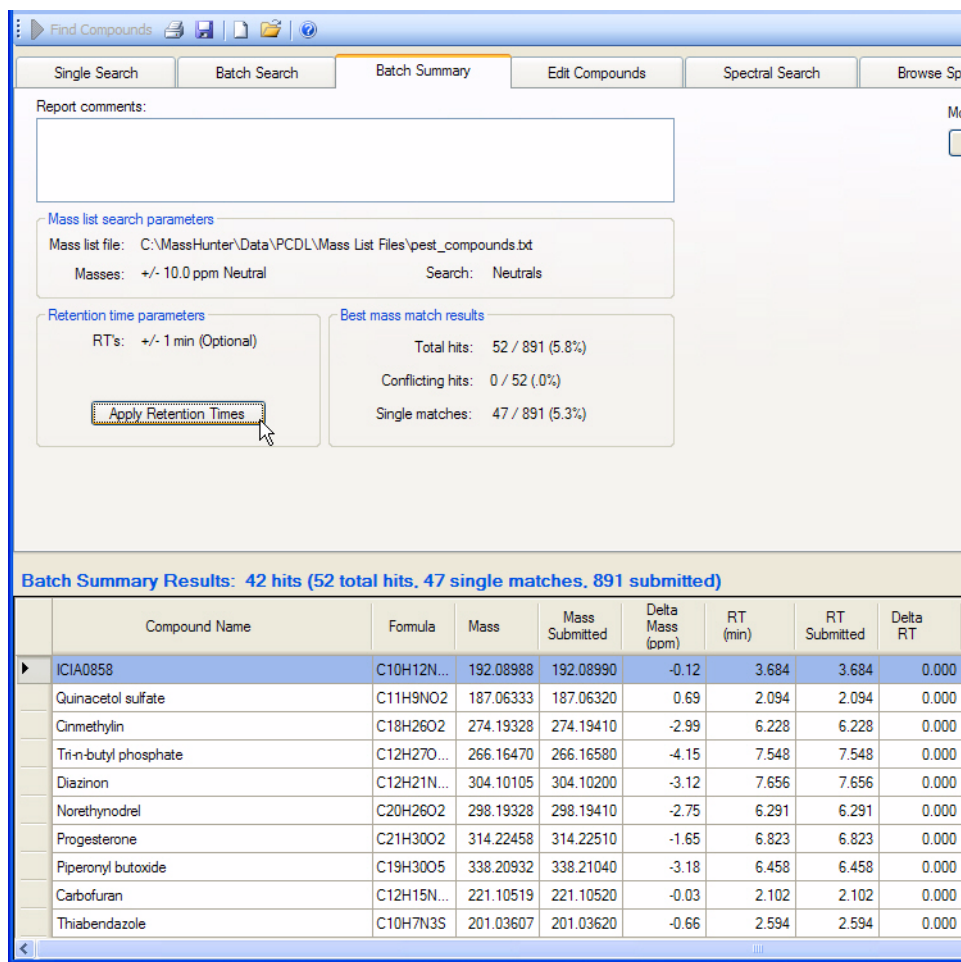 Find Compounds
Single Search Batch Search Batch Summary Edit Compounds Spectral Search Browse Sp
Report comments:
Mo
Mass list search parameters
Mass list file: C:\MassHunter\Data\PCDL\Mass List Files\pest_compounds.txt
Masses: +/- 10.0 ppm Neutral Search: Neutrals
Retention time parameters Best mass match results
RT's: +/- 1 min (Optional)
Total hits: 52 / 891 (5.8%)
Conflicting hits: 0 / 52 (.0%)
Apply Retention Times Single matches: 47 / 891 (5.3%)
Batch Summary Results: 42 hits (52 total hits, 47 single matches, 891 submitted)
Compound Name Formula Mass Mass Submitted Delta Mass (ppm) RT (min) RT Submitted Delta RT
ICIA0858 C10H12N... 192.08988 192.08990 -0.12 3.684 3.684 0.000
Quinacetol sulfate C11H9NO2 187.06333 187.06320 0.69 2.094 2.094 0.000
Cinmethylin C18H26O2 274.19328 274.19410 -2.99 6.228 6.228 0.000
Tri-n-butyl phosphate C12H27O... 266.16470 266.16580 -4.15 7.548 7.548 0.000
Diazinon C12H21N... 304.10105 304.10200 -3.12 7.656 7.656 0.000
Norethynodrel C20H26O2 298.19328 298.19410 -2.75 6.291 6.291 0.000
Progesterone C21H30O2 314.22458 314.22510 -1.65 6.823 6.823 0.000
Piperonyl butoxide C19H30O5 338.20932 338.21040 -3.18 6.458 6.458 0.000
Carbofuran C12H15N... 221.10519 221.10520 -0.03 2.102 2.102 0.000
Thiabendazole C10H7N3S 201.03607 201.03620 -0.66 2.594 2.594 0.000